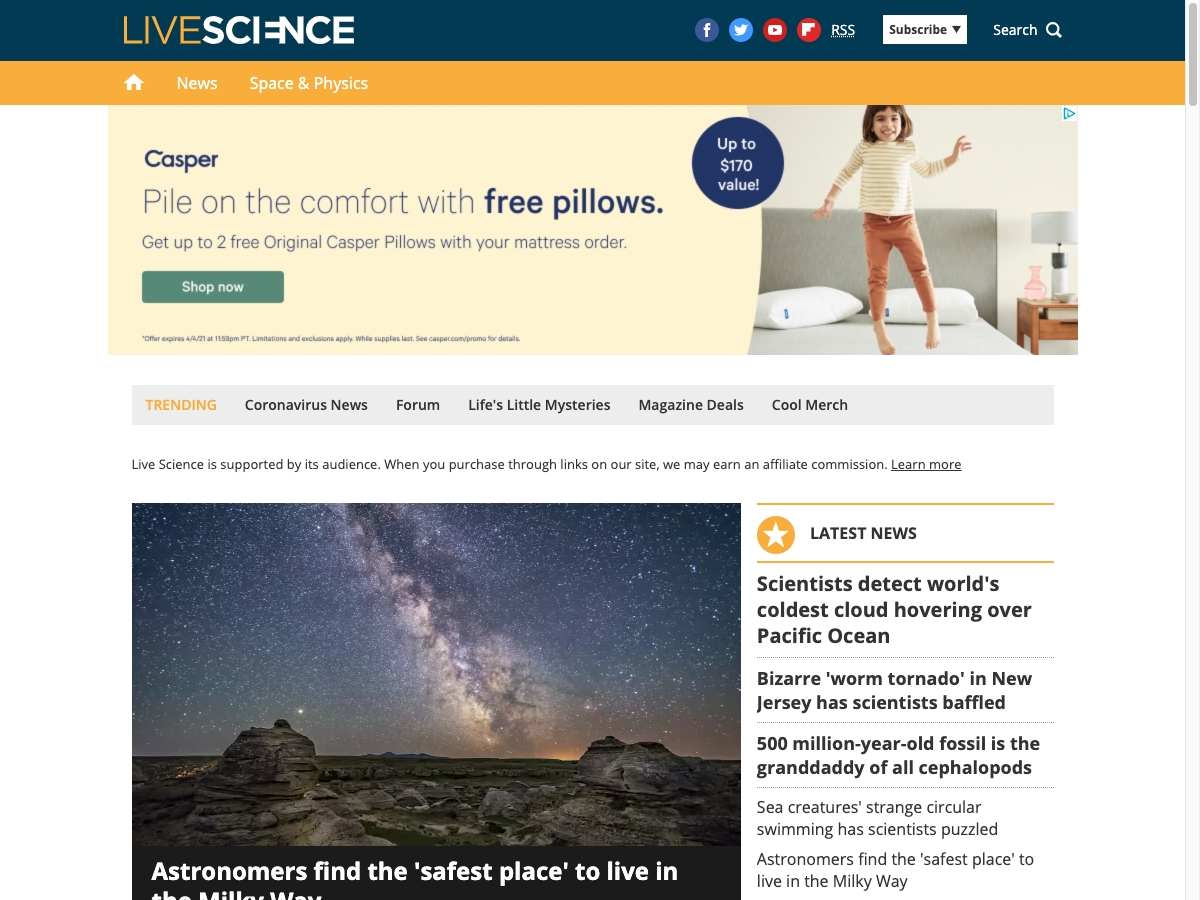 LIVESCIENCE
RSS
Subscribe ▼
Search
News
Space & Physics
Casper
Pile on the comfort with free pillows.
Get up to 2 free Original Casper Pillows with your mattress order.
Shop now
*Offer expires 4/4/21 at 11:59pm PT. Limitations and exclusions apply. While supplies last. See casper.com/promo for details.
Up to
$170
value!
TRENDING Coronavirus News Forum Life's Little Mysteries Magazine Deals Cool Merch
Live Science is supported by its audience. When you purchase through links on our site, we may earn an affiliate commission. Learn more
Astronomers find the 'safest place' to live in
the Milky Way
LATEST NEWS
Scientists detect world's
coldest cloud hovering over
Pacific Ocean
Bizarre 'worm tornado' in New
Jersey has scientists baffled
500 million-year-old fossil is the
granddaddy of all cephalopods
Sea creatures' strange circular
swimming has scientists puzzled
Astronomers find the 'safest place' to
live in the Milky Way